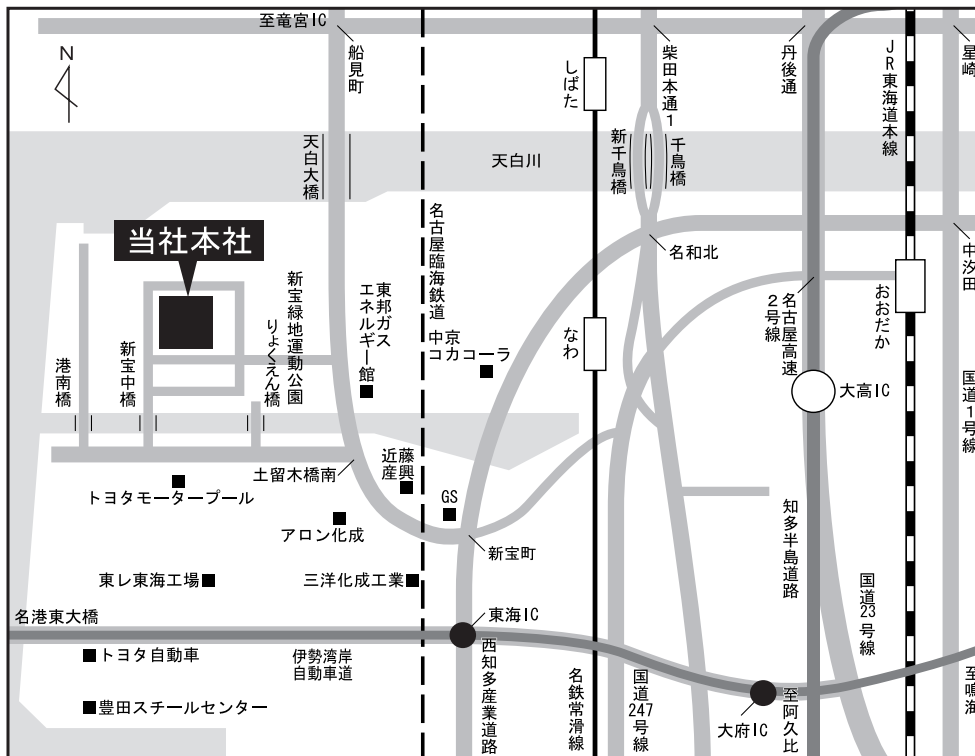 至竜宮IC
N
船見町
しばた
柴田本通1
丹後通
JR東海道本線
星崎
天白大橋
天白川
新千鳥橋
千鳥橋
当社本社
名古屋臨海鉄道
名和北
中汐田
新宝緑地運動公園
りょくえん橋
東邦ガス
エネルギー館
中京
コカコーラ
なわ
名古屋高速
2号線
おおだか
港南橋
新宝中橋
大高IC
国道1号線
土留木橋南
近藤
産興
トヨタモータープール
GS
アロン化成
新宝町
知多半島道路
東レ東海工場
三洋化成工業
国道23号線
名港東大橋
東海IC
トヨタ自動車
伊勢湾岸
自動車道
西知多産業道路
名鉄常滑線
国道247号線
大府IC
至阿久比
至鳴海
豊田スチールセンター